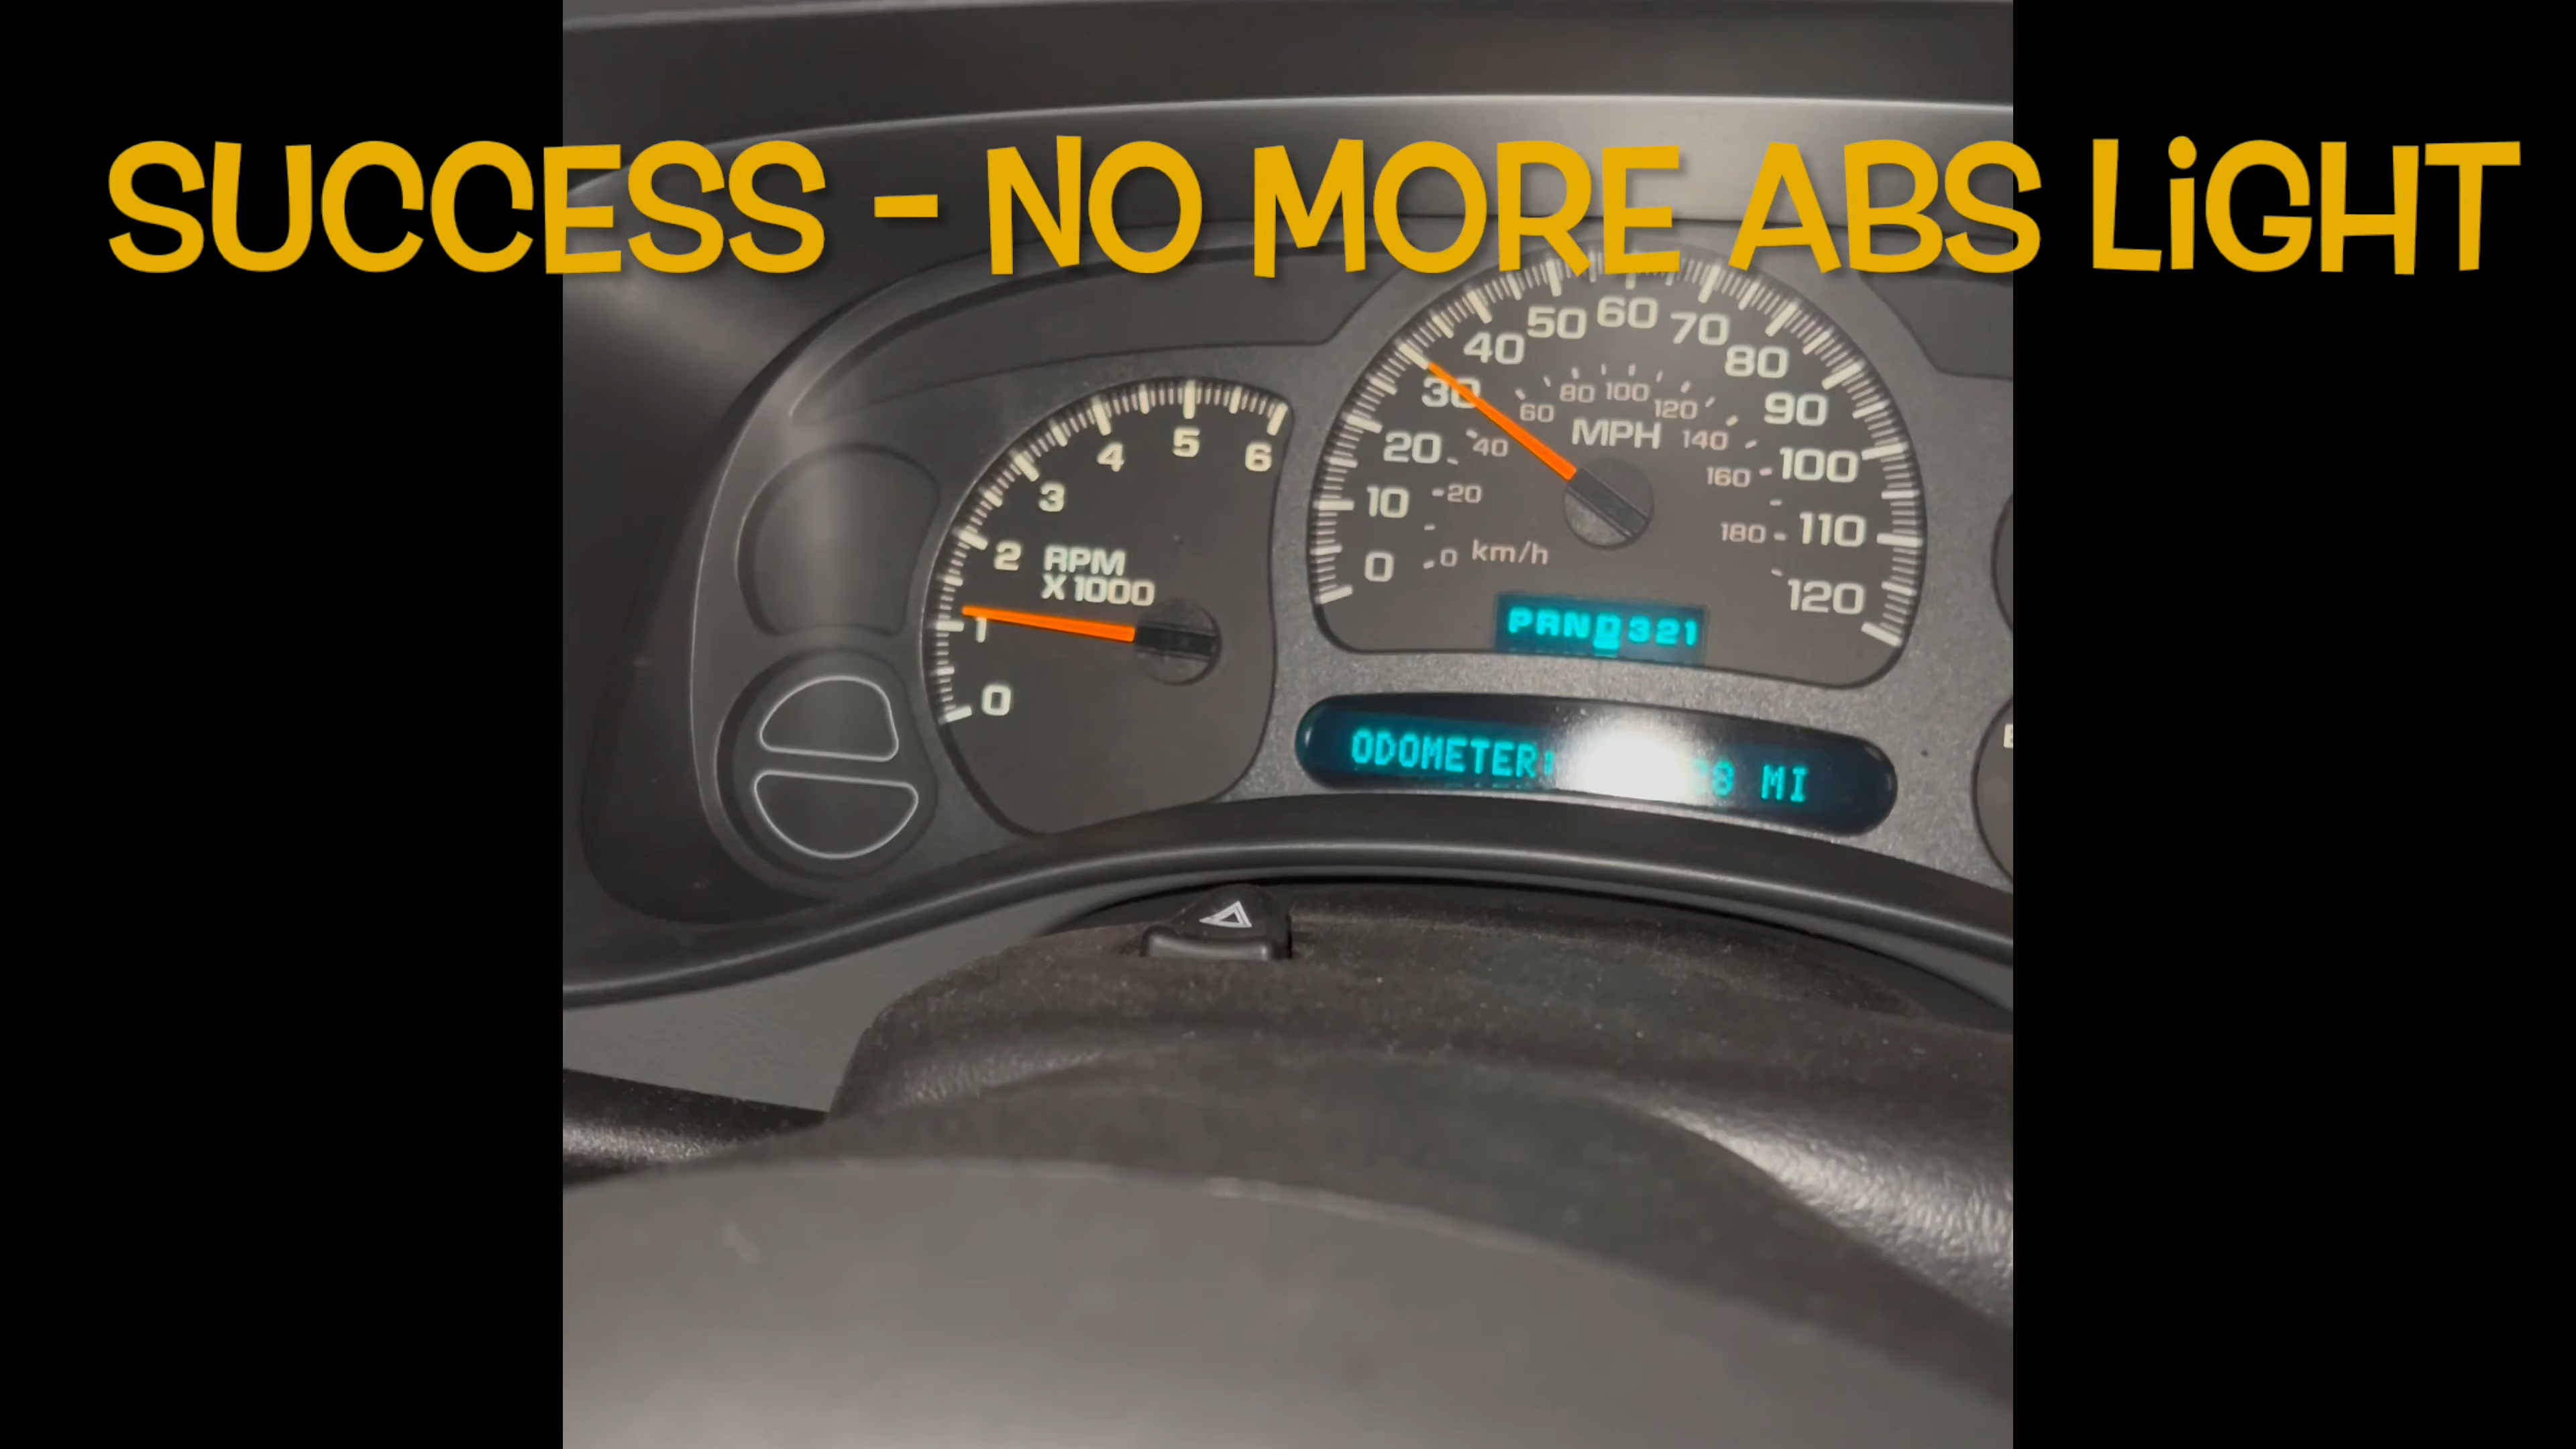 SUCCESS - NO MORE ABS LiGHT
0 1 2 3 4 5 6
RPM
X1000
0 10 20 30 40 50 60 70 80 90 100 110 120
0 20 40 60 80 100 120 140 160 180
MPH
km/h
PRND321
ODOMETER: 8 MI